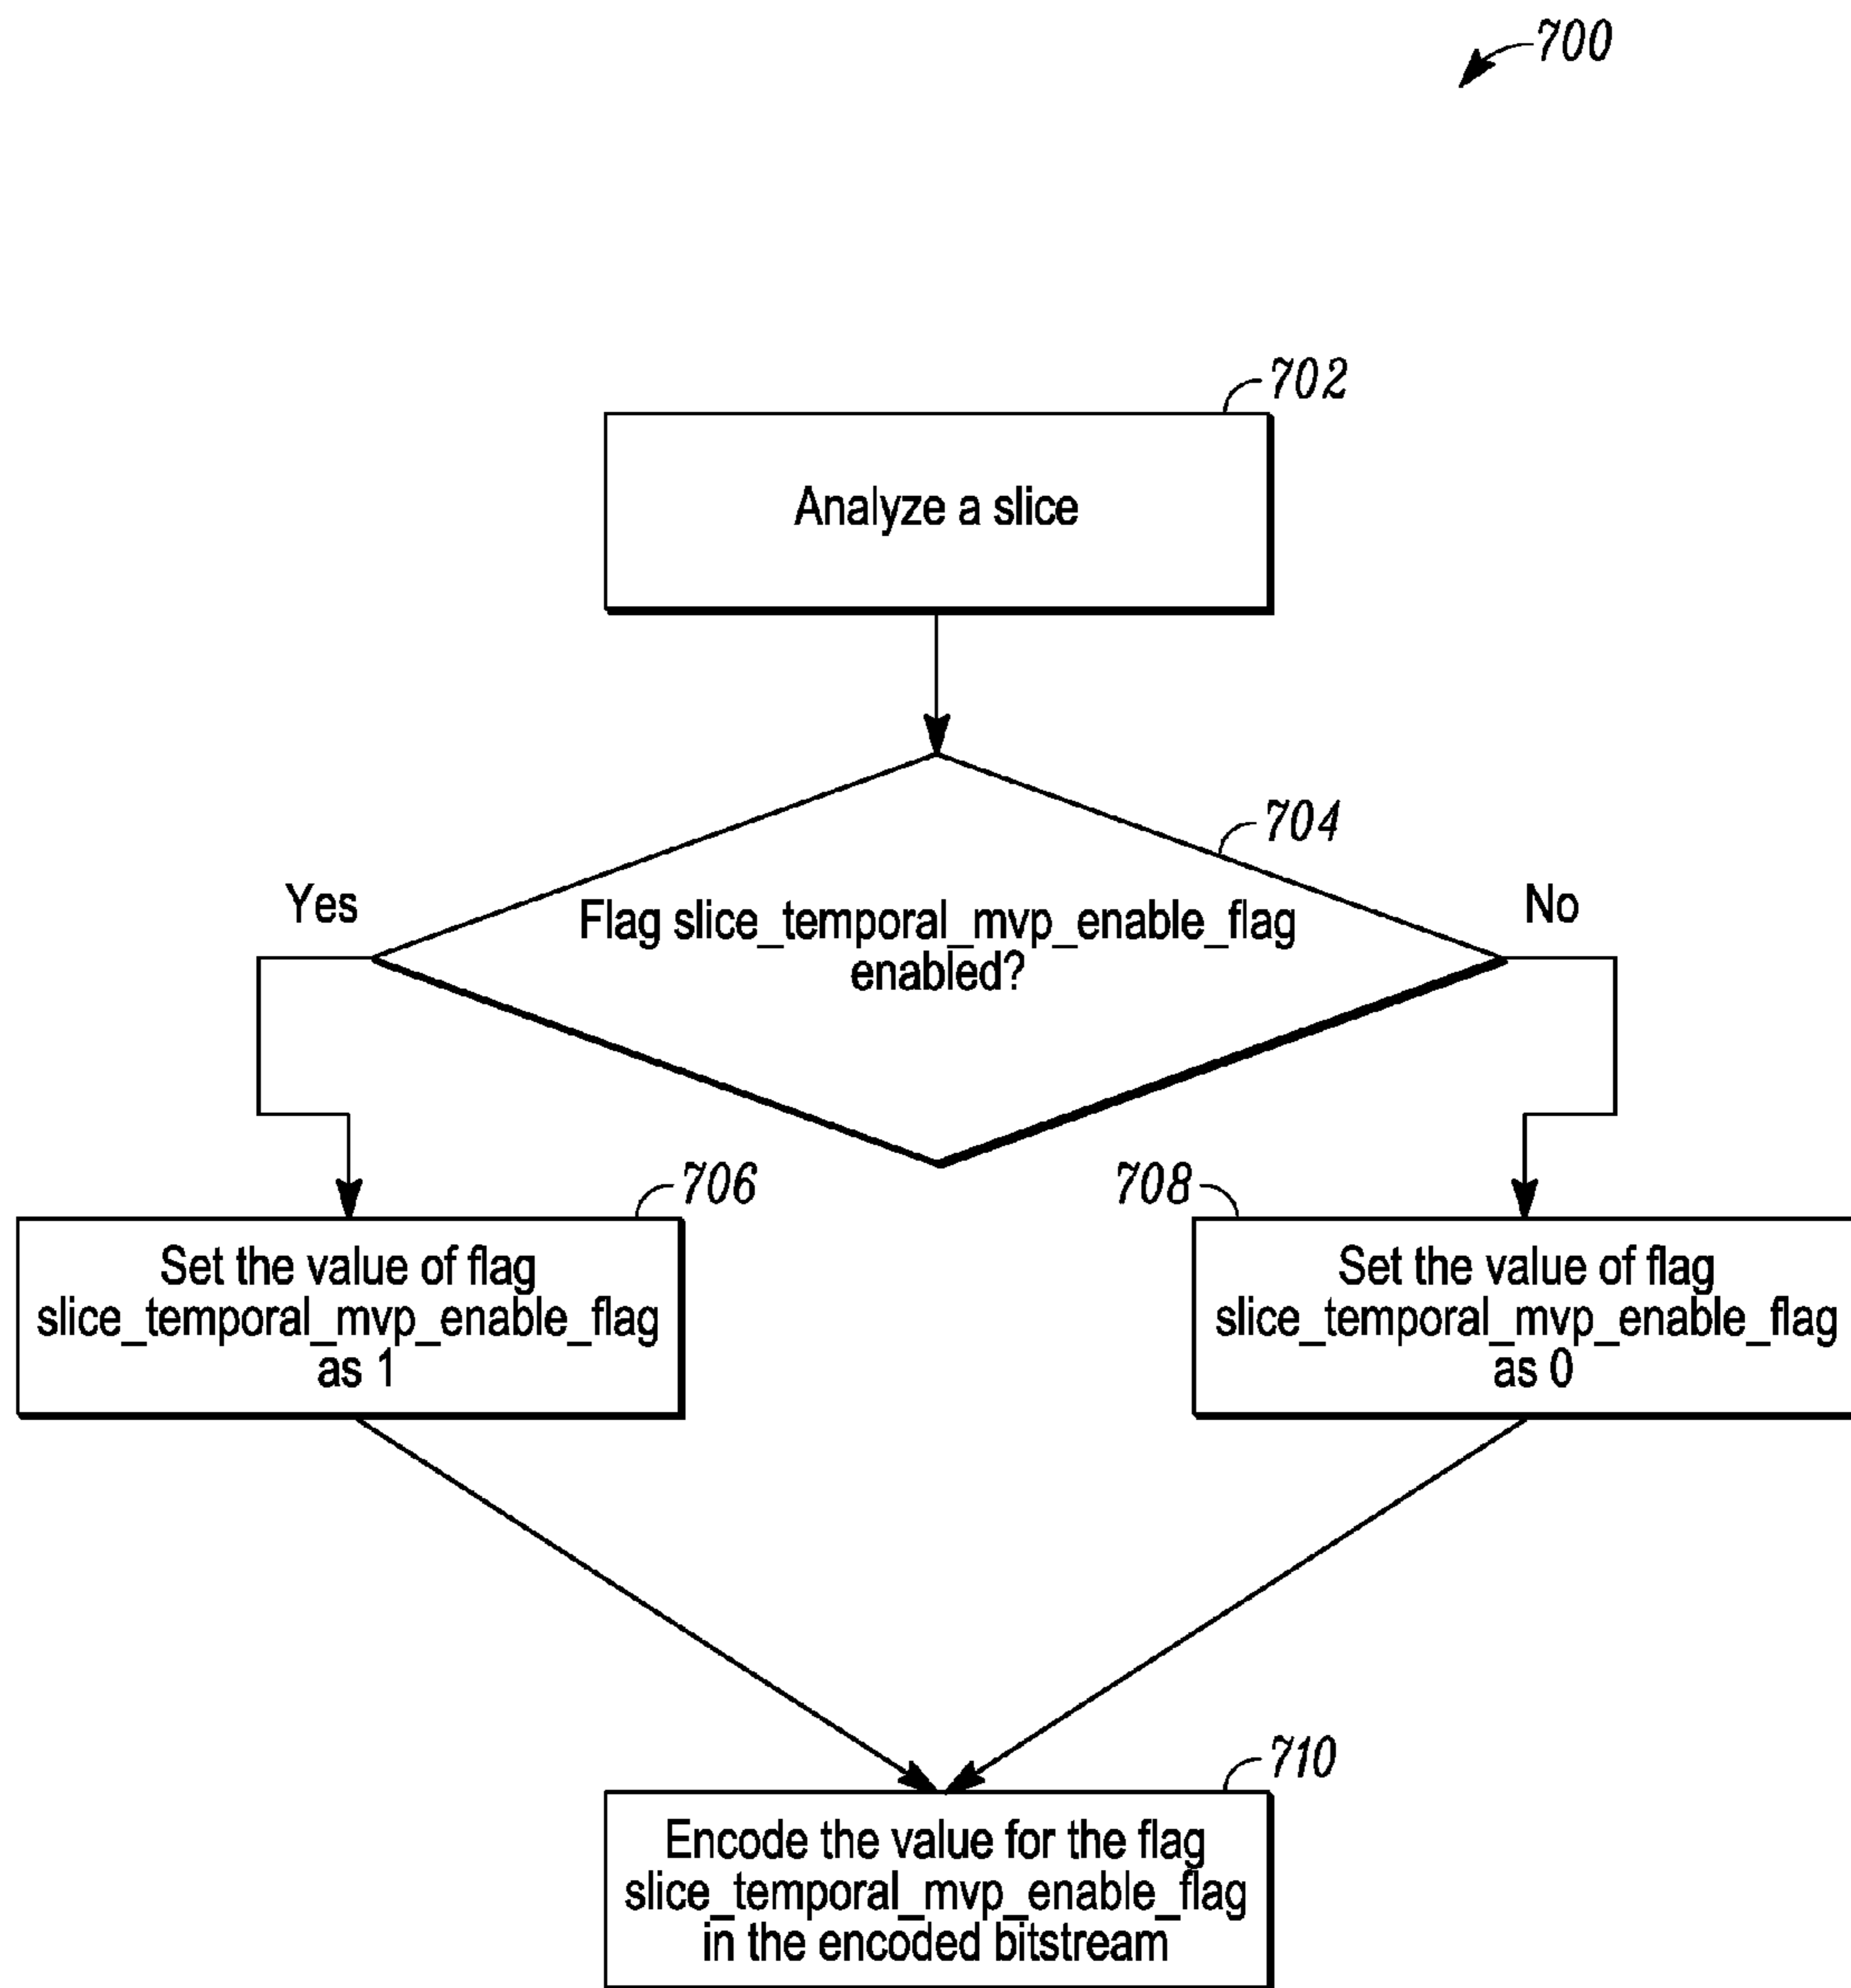 700
702
Analyze a slice
704
Yes
No
Flag slice_temporal_mvp_enable_flag
enabled?
706
708
Set the value of flag
slice_temporal_mvp_enable_flag
as 1
Set the value of flag
slice_temporal_mvp_enable_flag
as 0
710
Encode the value for the flag
slice_temporal_mvp_enable_flag
in the encoded bitstream